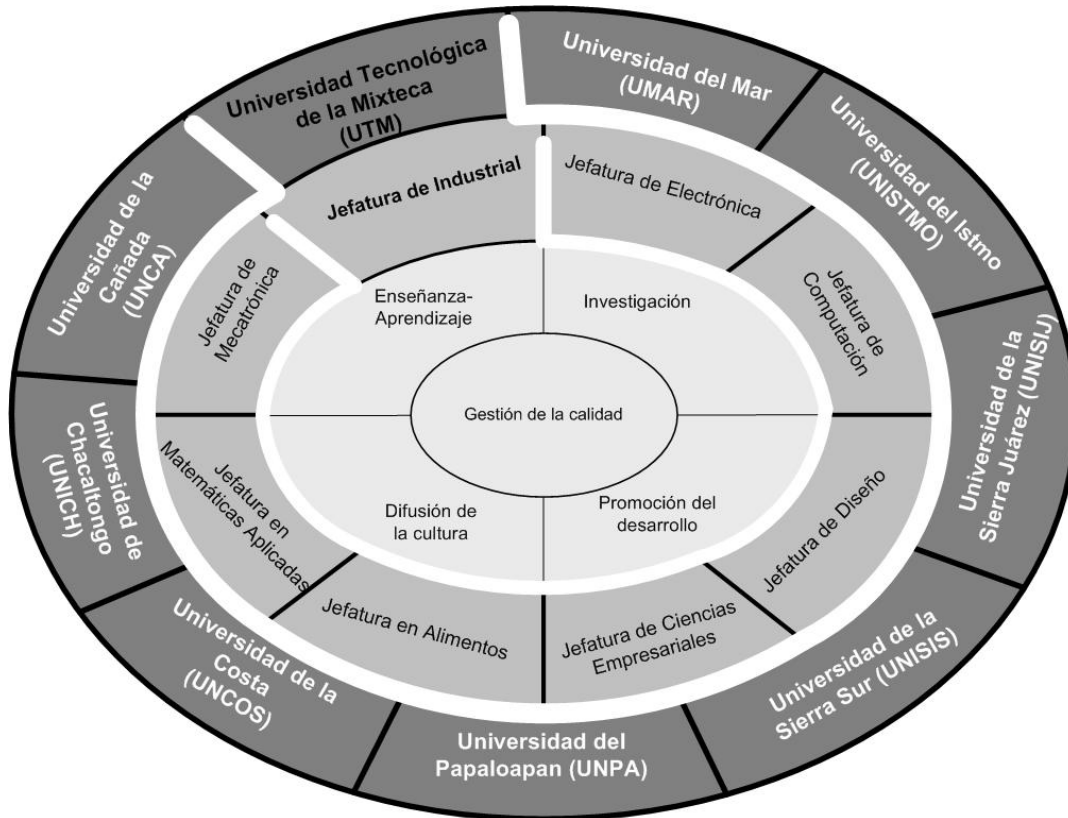 Universidad Tecnológica
de la Mixteca
(UTM)
Universidad del Mar
(UMAR)
Universidad del Istmo
(UNISTMO)
Universidad de la
Sierra Juárez (UNISIJ)
Universidad de la
Sierra Sur (UNISIS)
Universidad del
Papaloapan (UNPA)
Universidad de la
Costa
(UNCOS)
Universidad de
Chacaltongo
(UNICH)
Universidad de la
Cañada
(UNCA)
Jefatura de Industrial
Jefatura de Electrónica
Jefatura de
Computación
Jefatura de Diseño
Jefatura de Ciencias
Empresariales
Jefatura en Alimentos
Jefatura en
Matemáticas Aplicadas
Jefatura de
Mecatrónica
Enseñanza-
Aprendizaje
Investigación
Gestión de la calidad
Difusión de
la cultura
Promoción del
desarrollo